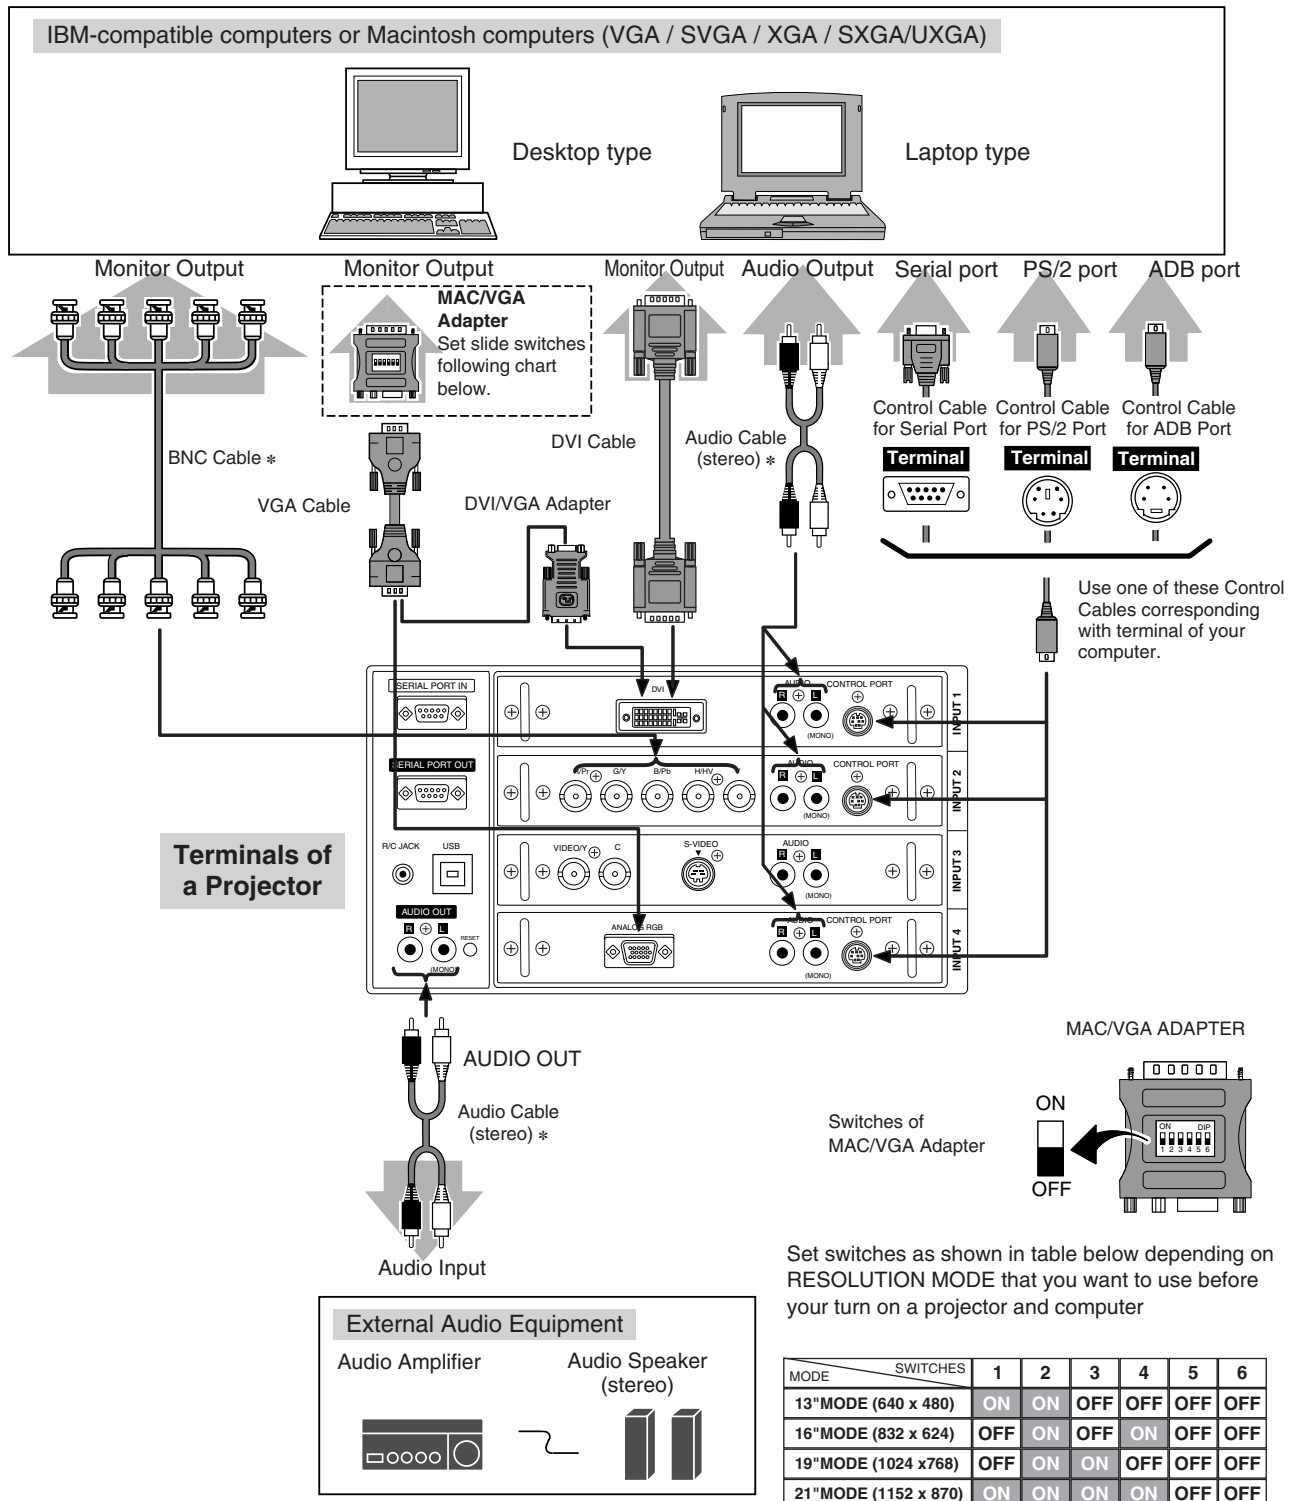 IBM-compatible computers or Macintosh computers (VGA / SVGA / XGA / SXGA/UXGA)
Desktop type
Laptop type
Monitor Output
Monitor Output
Monitor Output
Audio Output
Serial port
PS/2 port
ADB port
MAC/VGA
Adapter
Set slide switches
following chart
below.
BNC Cable *
VGA Cable
DVI/VGA Adapter
DVI Cable
Audio Cable
(stereo) *
Control Cable
for Serial Port
Control Cable
for PS/2 Port
Control Cable
for ADB Port
Terminal
Terminal
Terminal
Use one of these Control
Cables corresponding
with terminal of your
computer.
Terminals of
a Projector
SERIAL PORT IN
SERIAL PORT OUT
R/C JACK
USB
AUDIO OUT
R
L
RESET
(MONO)
DVI
AUDIO
R
L
(MONO)
CONTROL PORT
INPUT 1
G/Y
B/Pb
H/HV
AUDIO
R
L
(MONO)
CONTROL PORT
INPUT 2
VIDEO/Y
C
S-VIDEO
AUDIO
R
L
(MONO)
INPUT 3
ANALOG RGB
AUDIO
R
L
(MONO)
CONTROL PORT
INPUT 4
AUDIO OUT
Audio Cable
(stereo) *
Audio Input
External Audio Equipment
Audio Amplifier
Audio Speaker
(stereo)
MAC/VGA ADAPTER
Switches of
MAC/VGA Adapter
ON
OFF
ON DIP
1 2 3 4 5 6
Set switches as shown in table below depending on
RESOLUTION MODE that you want to use before
your turn on a projector and computer
MODE SWITCHES 1 2 3 4 5 6
13"MODE (640 x 480) ON ON OFF OFF OFF OFF
16"MODE (832 x 624) OFF ON OFF ON OFF OFF
19"MODE (1024 x768) OFF ON ON OFF OFF OFF
21"MODE (1152 x 870) ON ON ON ON OFF OFF